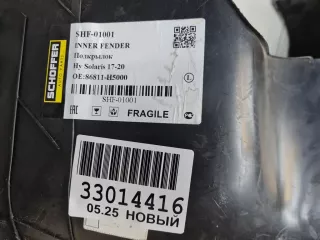 SCHOFFER
SHF-01001
INNER FENDER
Подкрылок
Hy Solaris 17-20
OE:86811-H5000
L
SHF-01001
FRAGILE
33014416
05.25 НОВЫЙ